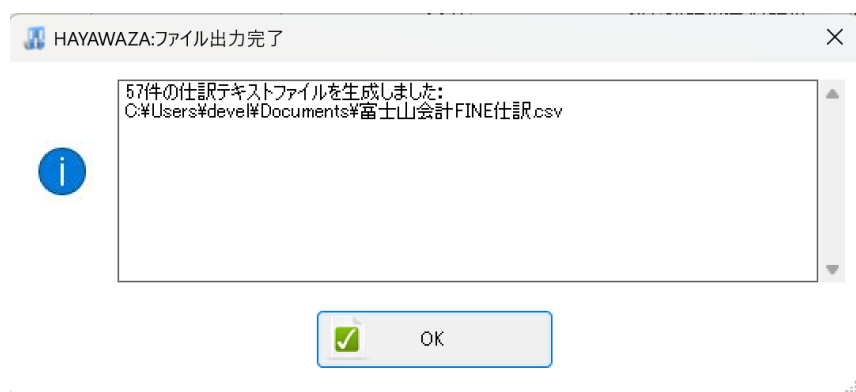 HAYAWAZA:ファイル出力完了
57件の仕訳テキストファイルを生成しました:
C:¥Users¥devel¥Documents¥富士山会計FINE仕訳.csv
OK